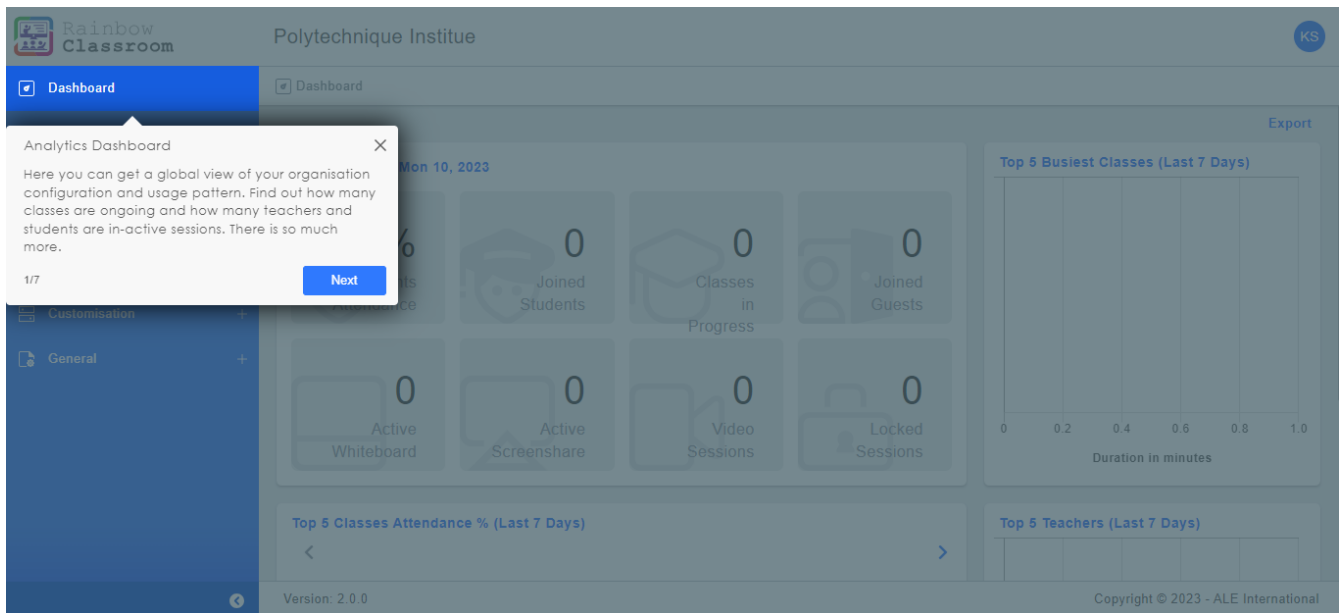 Rainbow
Classroom
Polytechnique Institue
KS
Dashboard
Dashboard
Export
Analytics Dashboard
Here you can get a global view of your organisation
configuration and usage pattern. Find out how many
classes are ongoing and how many teachers and
students are in-active sessions. There is so much
more.
1/7
Next
Customisation
General
Mon 10, 2023
%
0
Joined
Students
0
Classes
in
Progress
0
Joined
Guests
0
Active
Whiteboard
0
Active
Screenshare
0
Video
Sessions
0
Locked
Sessions
Top 5 Busiest Classes (Last 7 Days)
0 0.2 0.4 0.6 0.8 1.0
Duration in minutes
Top 5 Classes Attendance % (Last 7 Days)
Top 5 Teachers (Last 7 Days)
Version: 2.0.0
Copyright © 2023 - ALE International